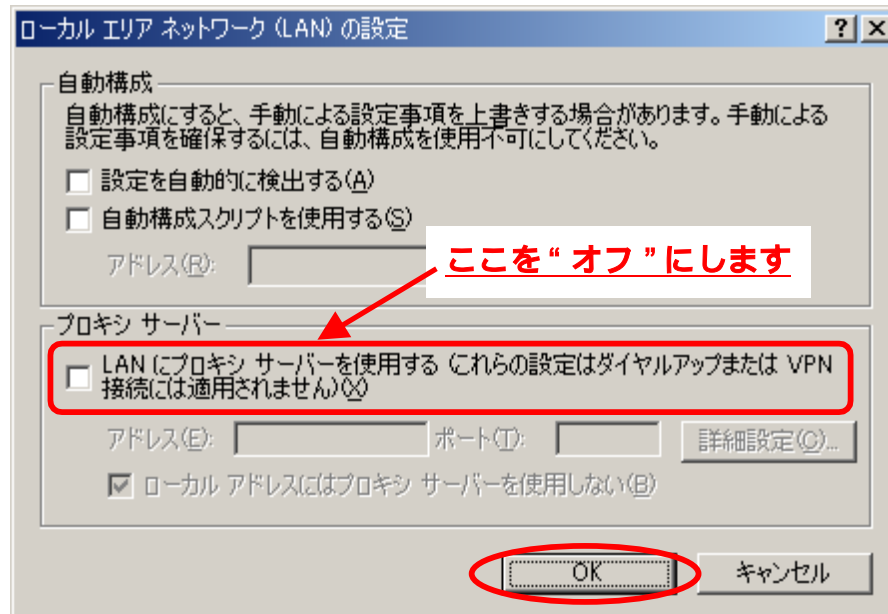 ローカル エリア ネットワーク (LAN) の設定
自動構成
自動構成にすると、手動による設定事項を上書きする場合があります。手動による
設定事項を確保するには、自動構成を使用不可にしてください。
設定を自動的に検出する(A)
自動構成スクリプトを使用する(S)
アドレス(R):
ここを“オフ”にします
プロキシ サーバー
LAN にプロキシ サーバーを使用する (これらの設定はダイヤルアップまたは VPN
接続には適用されません)(X)
アドレス(E): ポート(T): 詳細設定(C)...
ローカル アドレスにはプロキシ サーバーを使用しない(B)
OK キャンセル